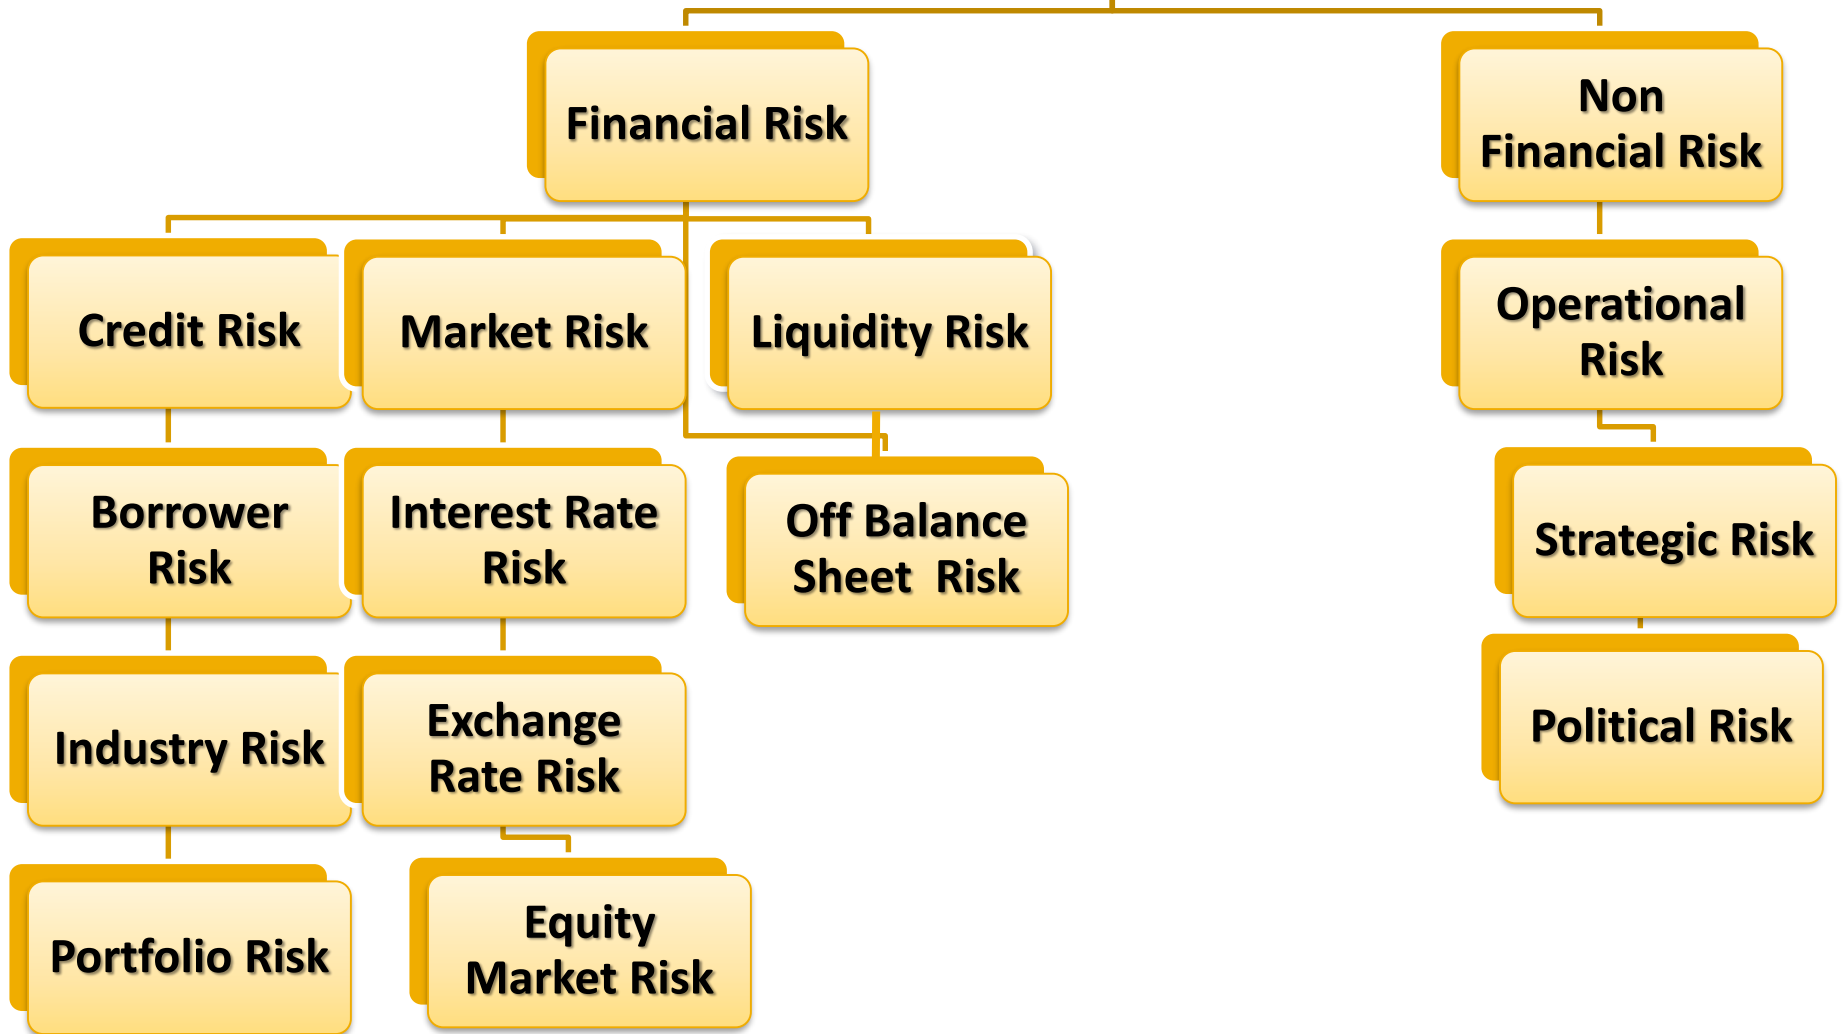 Financial Risk
Non
Financial Risk
Credit Risk
Market Risk
Liquidity Risk
Operational
Risk
Borrower
Risk
Interest Rate
Risk
Off Balance
Sheet  Risk
Strategic Risk
Industry Risk
Exchange
Rate Risk
Political Risk
Portfolio Risk
Equity
Market Risk